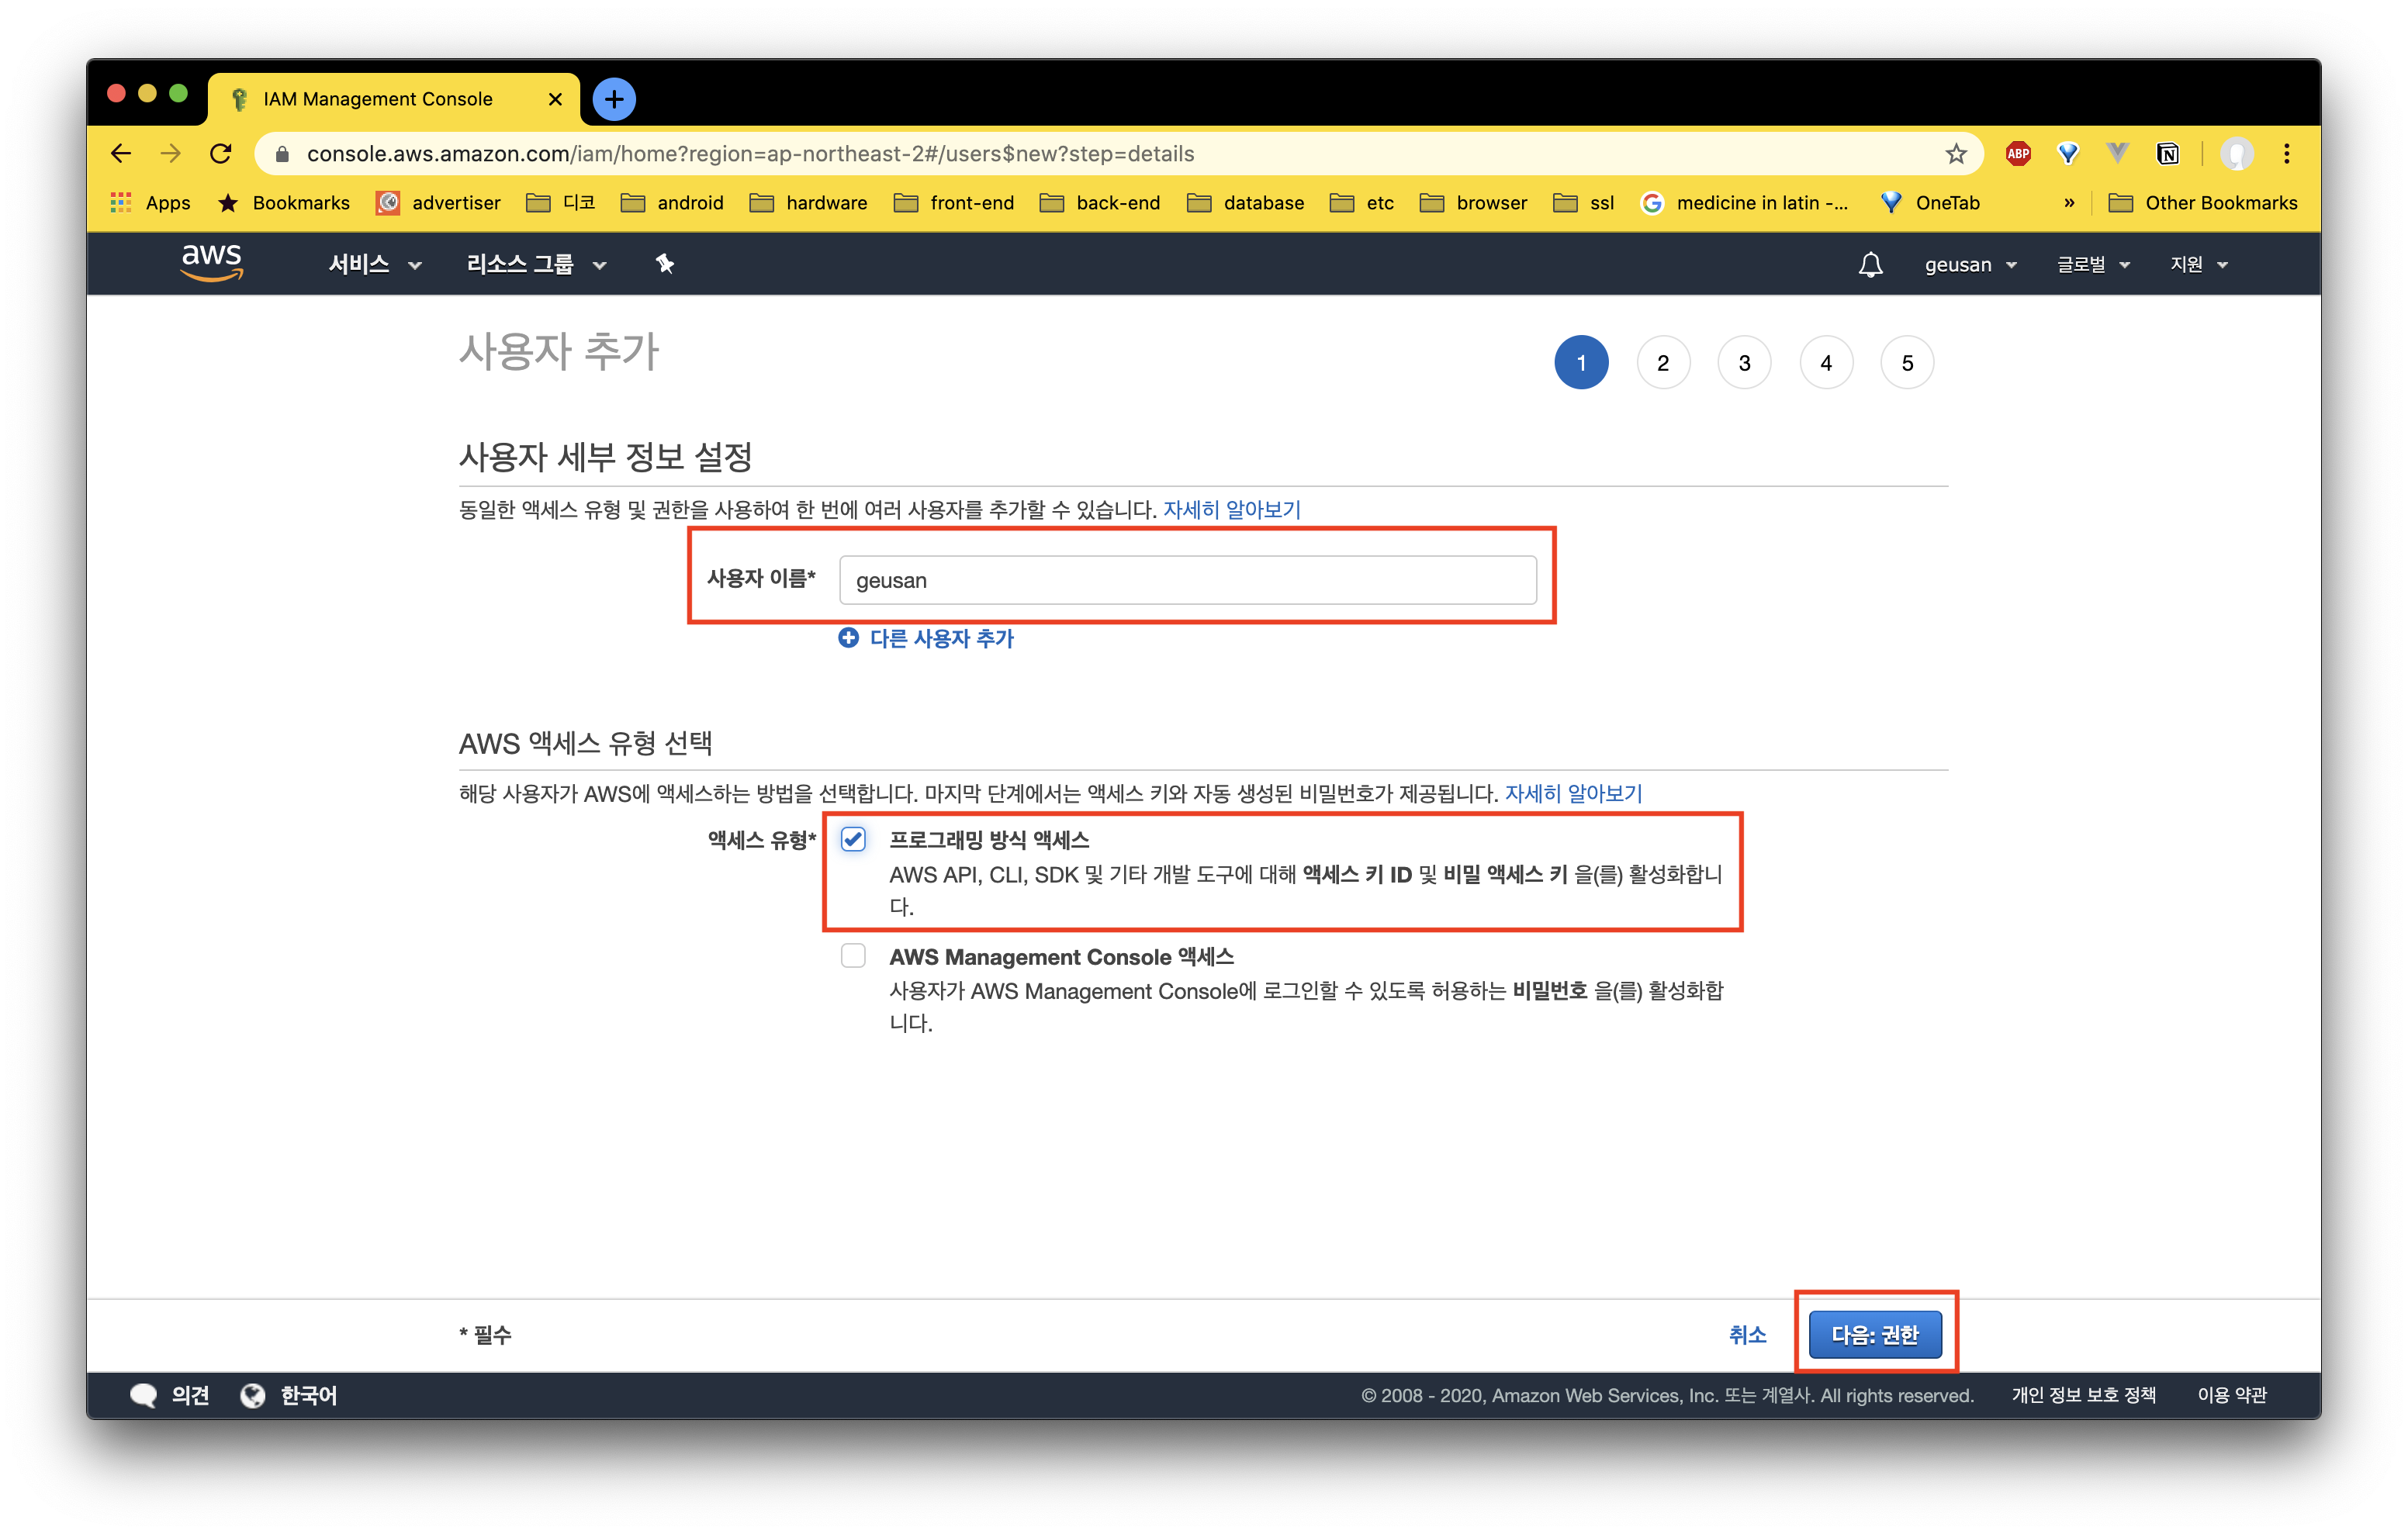 IAM Management Console
console.aws.amazon.com/iam/home?region=ap-northeast-2#/users$new?step=details
ABP
N
Apps
Bookmarks
advertiser
디코
android
hardware
front-end
back-end
database
etc
browser
ssl
medicine in latin -...
OneTab
»
Other Bookmarks
aws
서비스
리소스 그룹
geusan
글로벌
지원
사용자 추가
1
2
3
4
5
사용자 세부 정보 설정
동일한 액세스 유형 및 권한을 사용하여 한 번에 여러 사용자를 추가할 수 있습니다. 자세히 알아보기
사용자 이름*
geusan
다른 사용자 추가
AWS 액세스 유형 선택
해당 사용자가 AWS에 액세스하는 방법을 선택합니다. 마지막 단계에서는 액세스 키와 자동 생성된 비밀번호가 제공됩니다. 자세히 알아보기
액세스 유형*
프로그래밍 방식 액세스
AWS API, CLI, SDK 및 기타 개발 도구에 대해 액세스 키 ID 및 비밀 액세스 키 을(를) 활성화합니
다.
AWS Management Console 액세스
사용자가 AWS Management Console에 로그인할 수 있도록 허용하는 비밀번호 을(를) 활성화합
니다.
* 필수
취소
다음: 권한
의견
한국어
© 2008 - 2020, Amazon Web Services, Inc. 또는 계열사. All rights reserved.
개인 정보 보호 정책
이용 약관